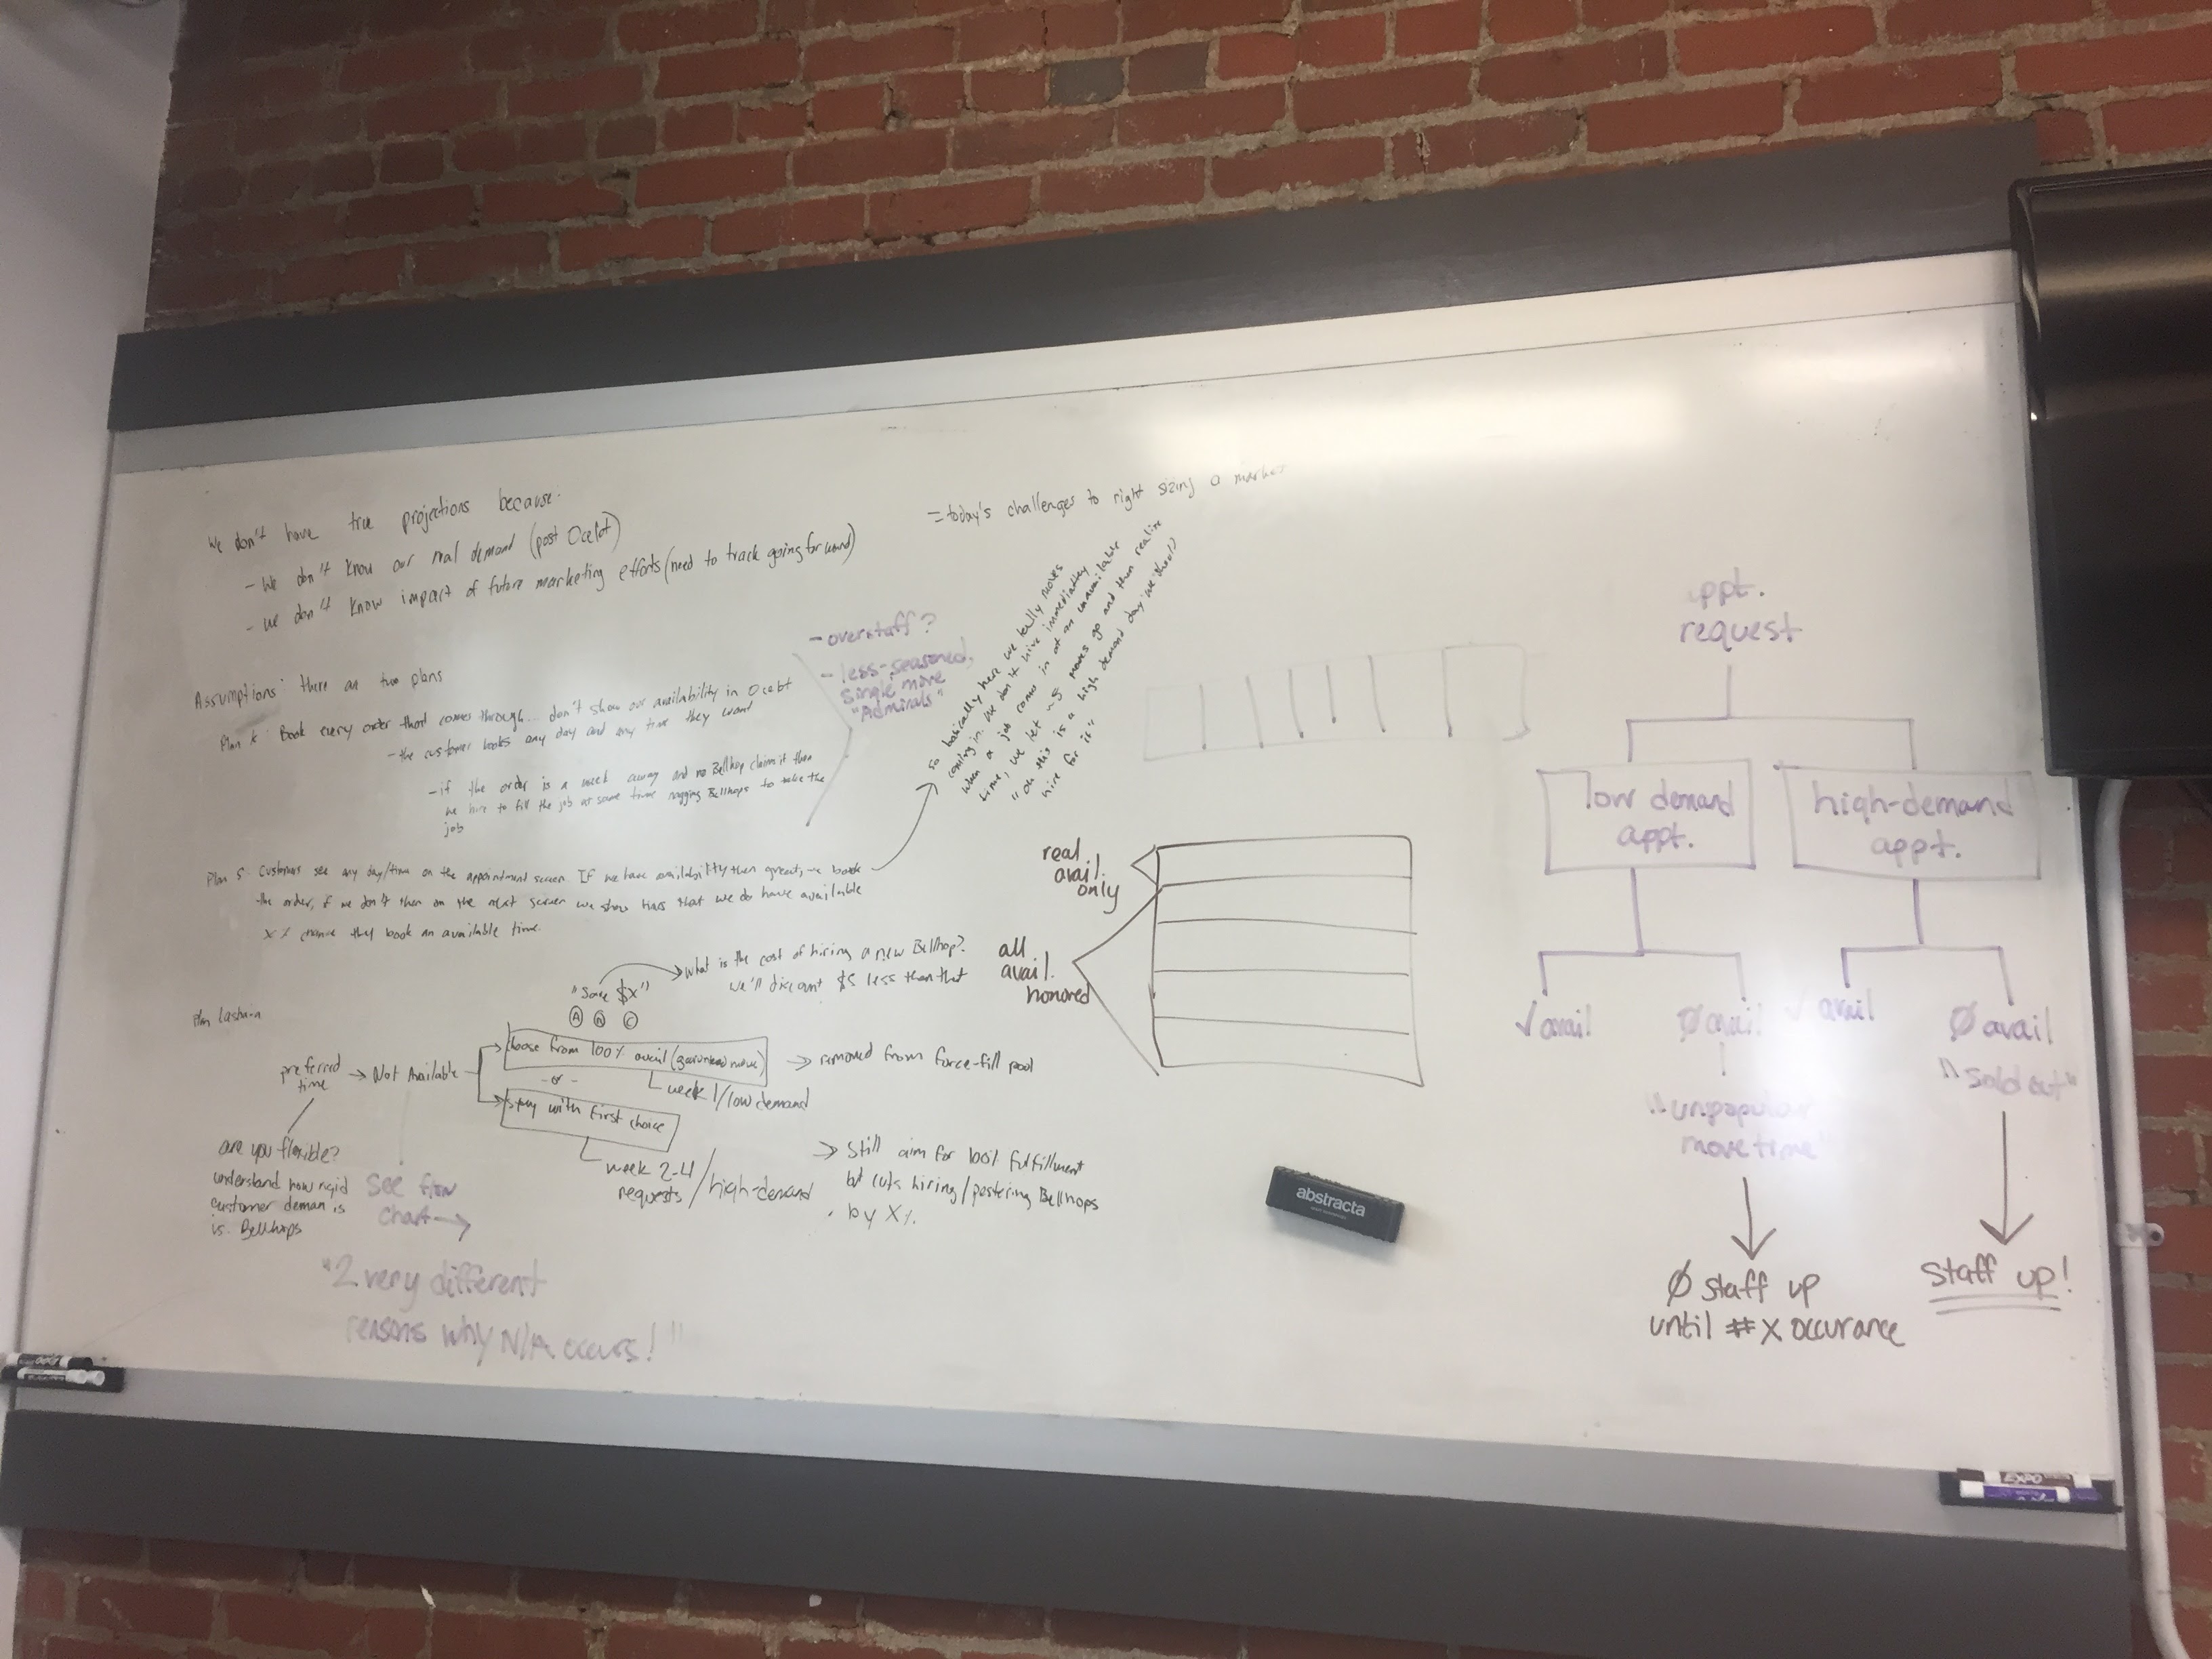 We don't have true projections because:
- We don't know our real demand (post Ocelot)
- we don't know impact of future marketing efforts (need to track going forward)
= today's challenges to right sizing a market
Assumptions: there are two plans
Plan K: Book every order that comes through... don't show our availability in Ocelot
- the customer books any day and any time they want
- if the order is a week away and no Bellhop claim it then
we hire to fill the job at same time nagging Bellhops to take the
job
- overstaff?
- less-seasoned,
single move
"Admirals"
Plan S: Customers see any day/time on the appointment screen. If we have availability then great, we book
the order, if we don't then on the next screen we show times that we do have available
X% chance they book an available time.
so basically here we tally moves
coming in. We don't hire immediatley
when a job comes in at an unavailable
time, we let moves go and then realize
"oh this is a high demand day we should
hire for it"
Plan
"Save $X"
What is the cost of hiring a new Bellhop?
we'll discount $5 less than that
A B C
preferred
time
Not Available
choose from 100% avail (guaranteed move)
- or -
stay with first choice
week 1/low demand
removed from force-fill pool
week 2-4
requests/high-demand
Still aim for 100% fulfillment
but cuts hiring/pestering Bellhops
by X%
are you flexible?
understand how rigid
customer deman is
vs. Bellhops
see flow
chart
"2 very different
reasons why N/A occurs!"
real
avail.
only
all
avail.
honored
abstracta
appt.
request
low demand
appt.
high-demand
appt.
√ avail
Ø avail
√ avail
Ø avail
"unpopular
move time"
"Sold out"
Ø staff up
until # X occurance
Staff up!
EXPO